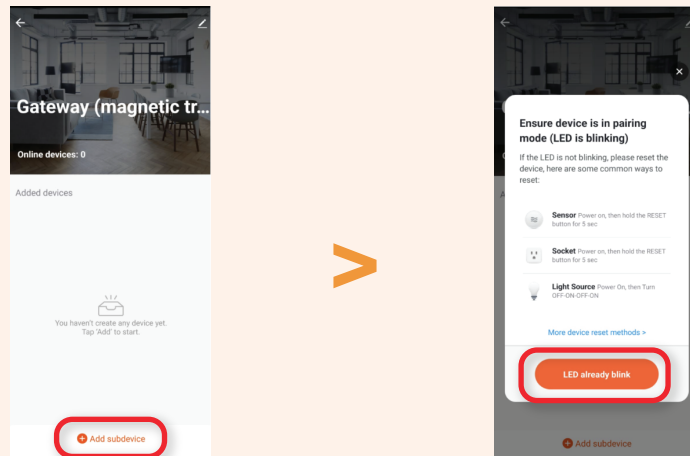 Gateway (magnetic tr...
Online devices: 0
Added devices
You haven't create any device yet.
Tap 'Add' to start.
Add subdevice
>
Ensure device is in pairing
mode (LED is blinking)
If the LED is not blinking, please reset the
device, here are some common ways to
reset:
Sensor Power on, then hold the RESET
button for 5 sec
Socket Power on, then hold the RESET
button for 5 sec
Light Source Power On, then Turn
OFF-ON-OFF-ON
More device reset methods >
LED already blink
Add subdevice